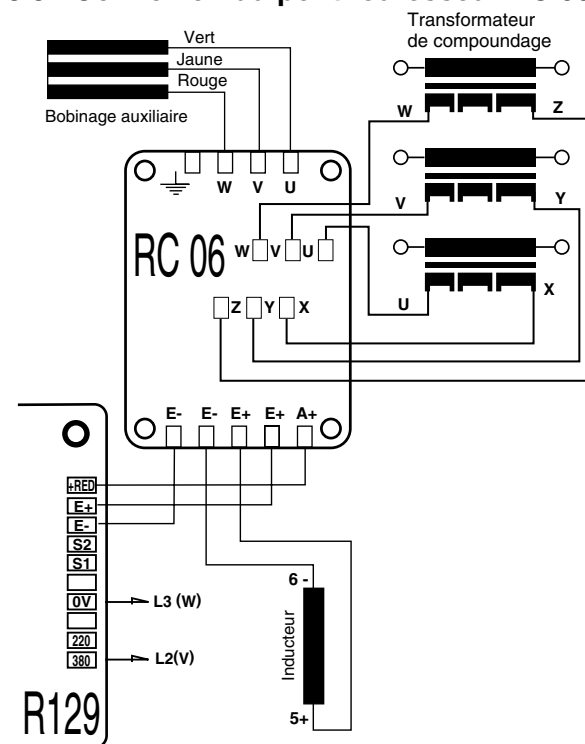 Transformateur
de compoundage
Vert
Jaune
Rouge
Bobinage auxiliaire
W
Z
W V U
V
Y
RC 06
W V U
U
X
Z Y X
E- E- E+ E+ A+
+RED
E+
E-
S2
S1
0V
L3 (W)
220
380
L2(V)
6 -
Inducteur
5+
R129